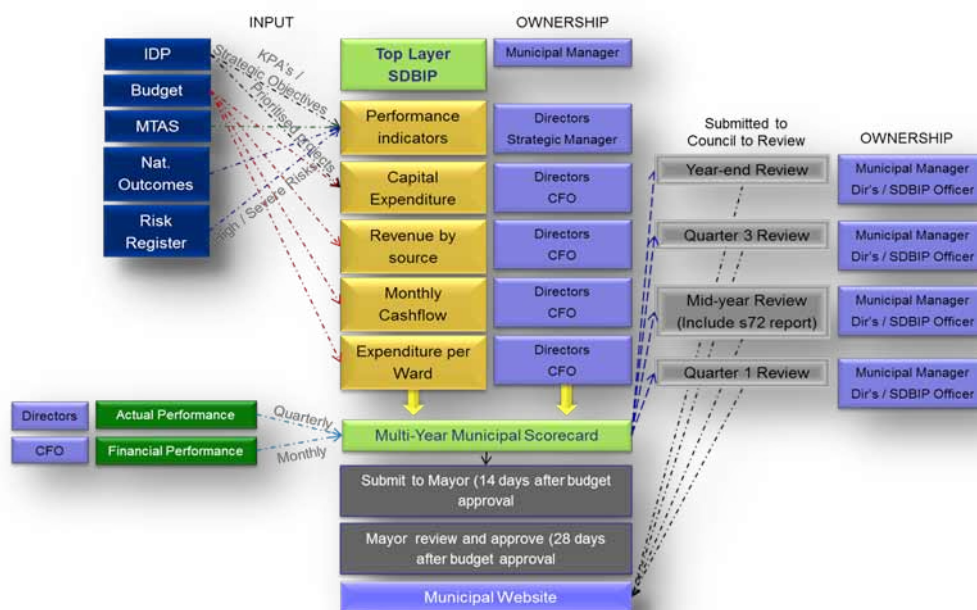 INPUT
OWNERSHIP
IDP
Budget
MTAS
Nat.
Outcomes
Risk
Register
KPA's /
Strategic Objectives
Prioritised projects
High / Severe Risks
Top Layer
SDBIP
Municipal Manager
Performance
indicators
Directors
Strategic Manager
Capital
Expenditure
Directors
CFO
Revenue by
source
Directors
CFO
Monthly
Cashflow
Directors
CFO
Expenditure per
Ward
Directors
CFO
Submitted to
Council to Review
OWNERSHIP
Year-end Review
Municipal Manager
Dir's / SDBIP Officer
Quarter 3 Review
Municipal Manager
Dir's / SDBIP Officer
Mid-year Review
(Include s72 report)
Municipal Manager
Dir's / SDBIP Officer
Quarter 1 Review
Municipal Manager
Dir's / SDBIP Officer
Directors
Actual Performance
Quarterly
CFO
Financial Performance
Monthly
Multi-Year Municipal Scorecard
Submit to Mayor (14 days after budget
approval
Mayor review and approve (28 days
after budget approval
Municipal Website